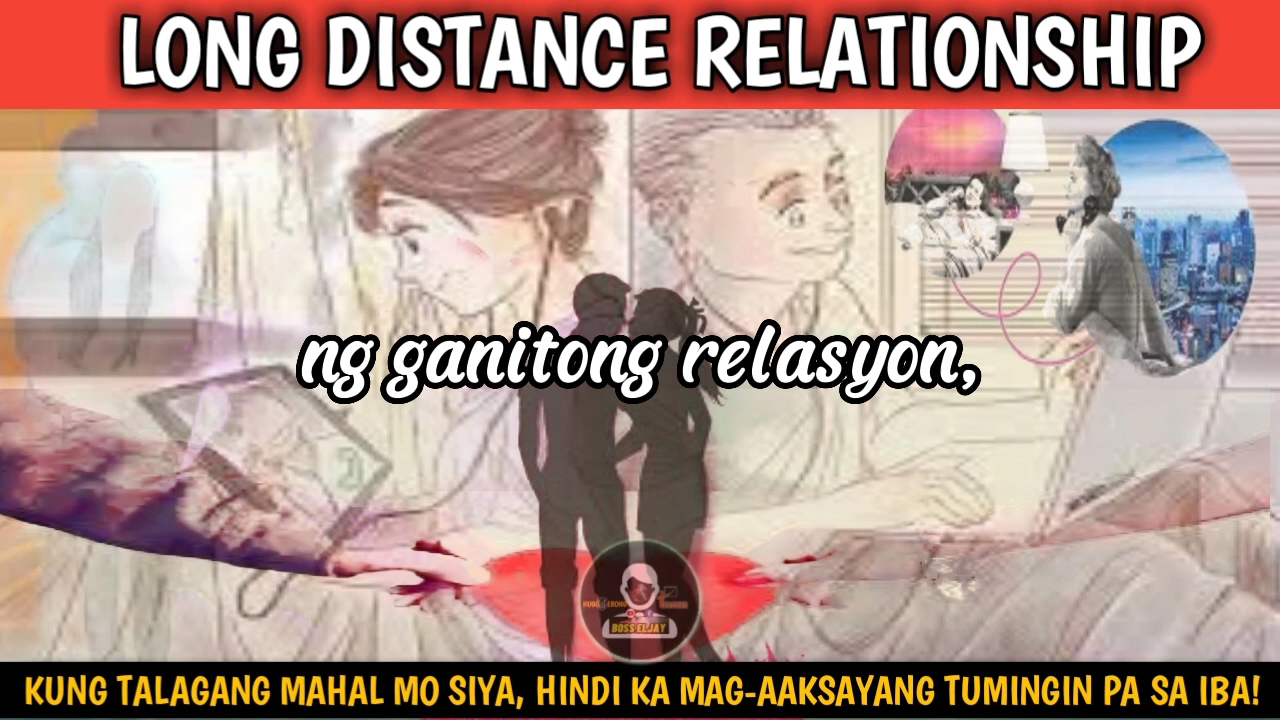 LONG DISTANCE RELATIONSHIP
ng ganitong relasyon,
BOSS ELJAY
KUNG TALAGANG MAHAL MO SIYA, HINDI KA MAG-AAKSAYANG TUMINGIN PA SA IBA!